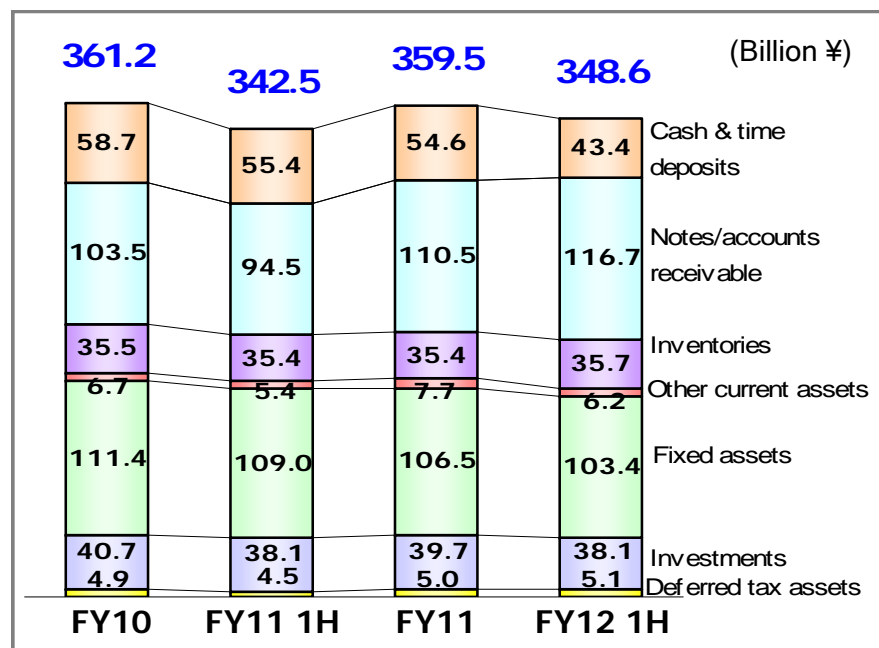 361.2 342.5 359.5 348.6 (Billion ¥)
58.7 55.4 54.6 43.4 Cash & time
deposits
103.5 94.5 110.5 116.7 Notes/accounts
receivable
35.5 35.4 35.4 35.7 Inventories
6.7 5.4 7.7 6.2 Other current assets
111.4 109.0 106.5 103.4 Fixed assets
40.7 38.1 39.7 38.1 Investments
4.9 4.5 5.0 5.1 Deferred tax assets
FY10 FY11 1H FY11 FY12 1H